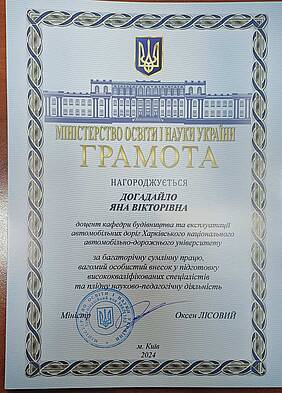 МІНІСТЕРСТВО ОСВІТИ І НАУКИ УКРАЇНИ
ГРАМОТА
НАГОРОДЖУЄТЬСЯ
ДОГАДАЙЛО
ЯНА ВІКТОРІВНА
доцент кафедри будівництва та експлуатації
автомобільних доріг Харківського національного
автомобільно-дорожнього університету
за багаторічну сумлінну працю,
вагомий особистий внесок у підготовку
висококваліфікованих спеціалістів
та плідну науково-педагогічну діяльність
Міністр Оксен ЛІСОВИЙ
м. Київ
2024